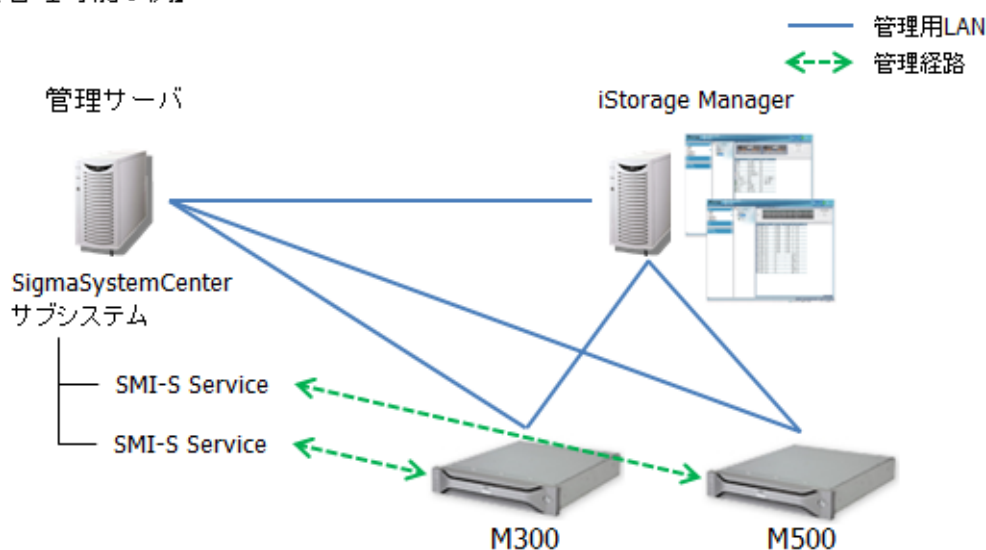 管理用LAN
管理経路
管理サーバ
iStorage Manager
SigmaSystemCenter
サブシステム
SMI-S Service
SMI-S Service
M300
M500